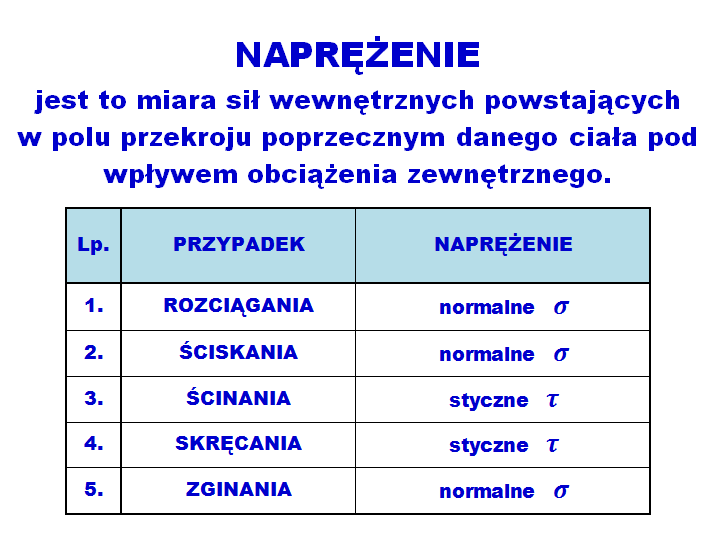 NAPRĘŻENIE
jest to miara sił wewnętrznych powstających
w polu przekroju poprzecznym danego ciała pod
wpływem obciążenia zewnętrznego.
Lp. PRZYPADEK NAPRĘŻENIE
1. ROZCIĄGANIA normalne σ
2. ŚCISKANIA normalne σ
3. ŚCINANIA styczne τ
4. SKRĘCANIA styczne τ
5. ZGINANIA normalne σ